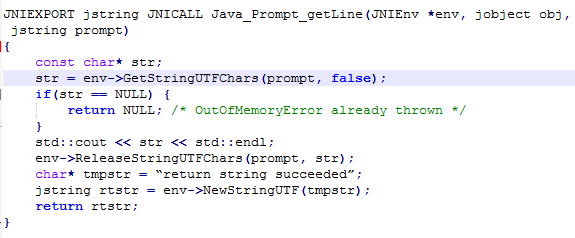 JNIEXPORT jstring JNICALL Java_Prompt_getLine(JNIEnv *env, jobject obj,
 jstring prompt)
{
    const char* str;
    str = env->GetStringUTFChars(prompt, false);
    if(str == NULL) {
        return NULL; /* OutOfMemoryError already thrown */
    }
    std::cout << str << std::endl;
    env->ReleaseStringUTFChars(prompt, str);
    char* tmpstr = “return string succeeded”;
    jstring rtstr = env->NewStringUTF(tmpstr);
    return rtstr;
}